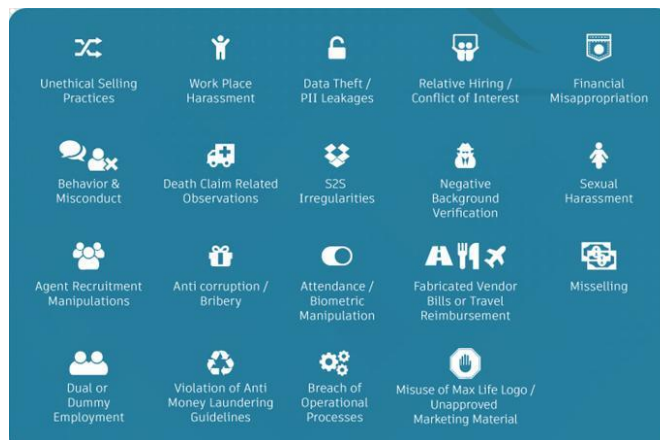 Unethical Selling
Practices
Work Place
Harassment
Data Theft /
PII Leakages
Relative Hiring /
Conflict of Interest
Financial
Misappropriation
Behavior &
Misconduct
Death Claim Related
Observations
S2S
Irregularities
Negative
Background
Verification
Sexual
Harassment
Agent Recruitment
Manipulations
Anti corruption /
Bribery
Attendance /
Biometric
Manipulation
Fabricated Vendor
Bills or Travel
Reimbursement
Misselling
Dual or
Dummy
Employment
Violation of Anti
Money Laundering
Guidelines
Breach of
Operational
Processes
Misuse of Max Life Logo /
Unapproved
Marketing Material